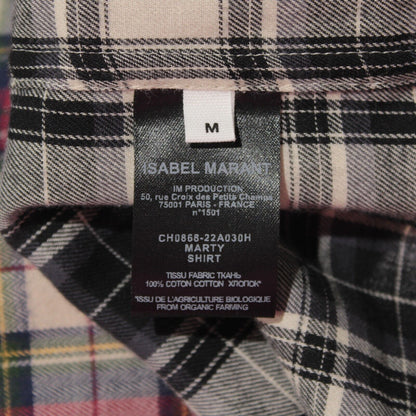 M
ISABEL MARANT
IM PRODUCTION
50, rue Croix des Petits Champs
75001 PARIS - FRANCE
n°1501
CH0868-22A030H
MARTY
SHIRT
TISSU FABRIC ТКАНЬ
100% COTON COTTON ХЛОПОК*
*ISSU DE L'AGRICULTURE BIOLOGIQUE
FROM ORGANIC FARMING